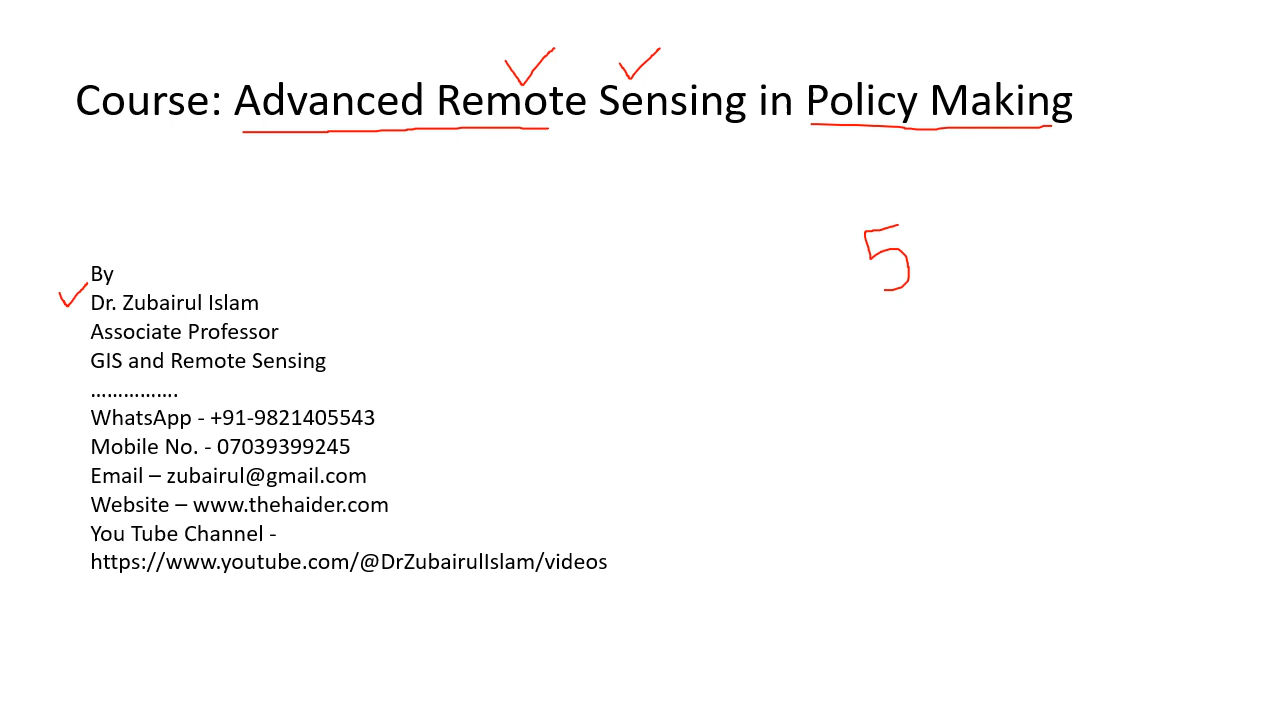 Course: Advanced Remote Sensing in Policy Making
5
By
Dr. Zubairul Islam
Associate Professor
GIS and Remote Sensing
…………….
WhatsApp - +91-9821405543
Mobile No. - 07039399245
Email – zubairul@gmail.com
Website – www.thehaider.com
You Tube Channel -
https://www.youtube.com/@DrZubairulIslam/videos